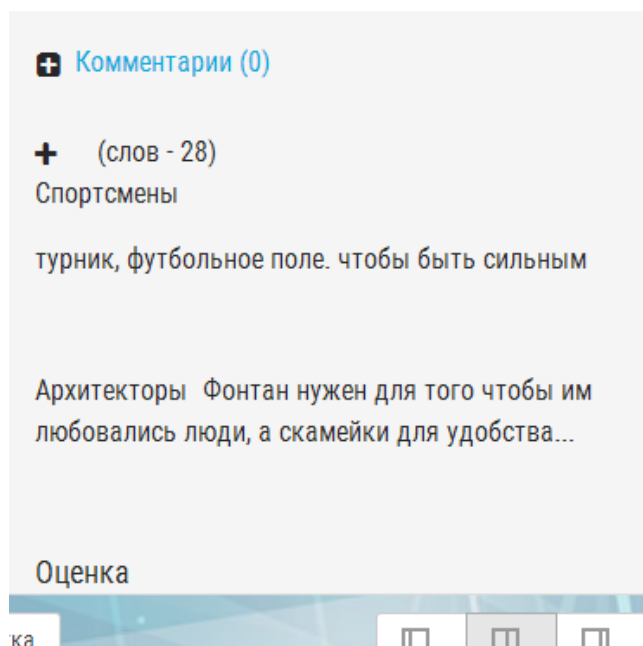 Комментарии (0)
(слов - 28)
Спортсмены
турник, футбольное поле. чтобы быть сильным
Архитекторы Фонтан нужен для того чтобы им
любовались люди, а скамейки для удобства...
Оценка
ка